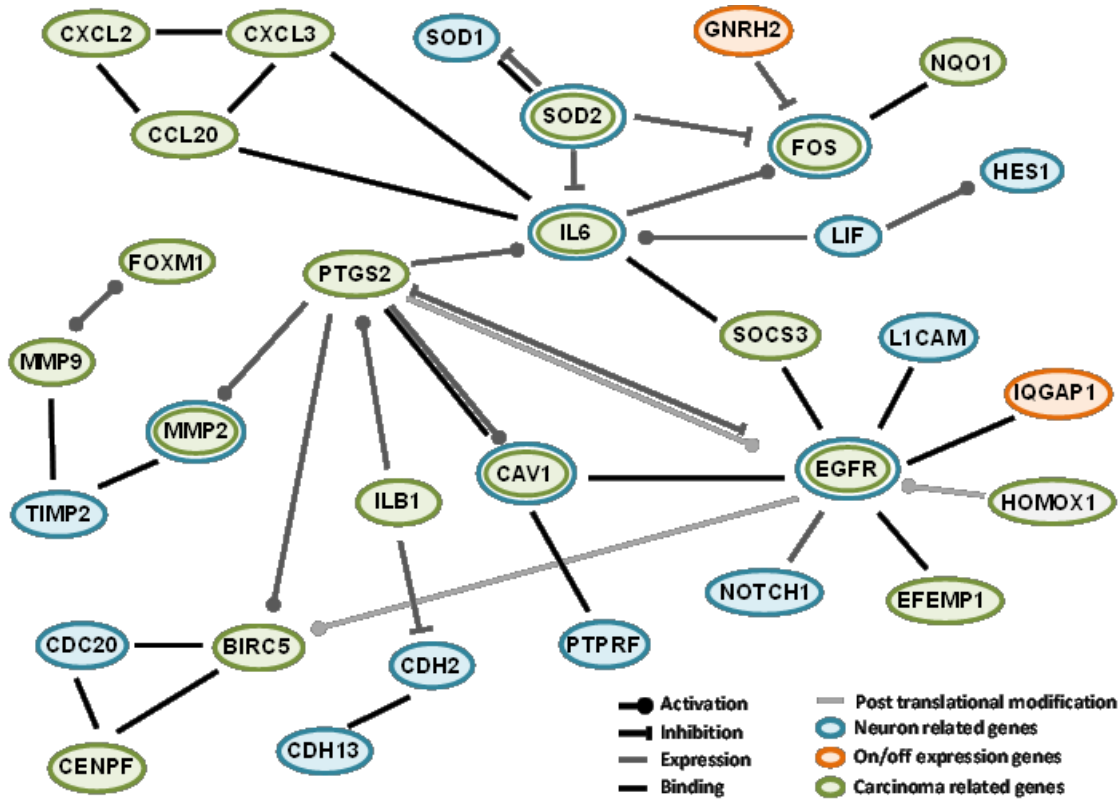 CXCL2
CXCL3
SOD1
GNRH2
NQO1
SOD2
CCL20
FOS
HES1
IL6
LIF
FOXM1
PTGS2
SOCS3
L1CAM
MMP9
IQGAP1
MMP2
EGFR
CAV1
HOMOX1
ILB1
TIMP2
NOTCH1
EFEMP1
CDC20
BIRC5
PTPRF
CDH2
CDH13
CENPF
Activation
Inhibition
Expression
Binding
Post translational modification
Neuron related genes
On/off expression genes
Carcinoma related genes